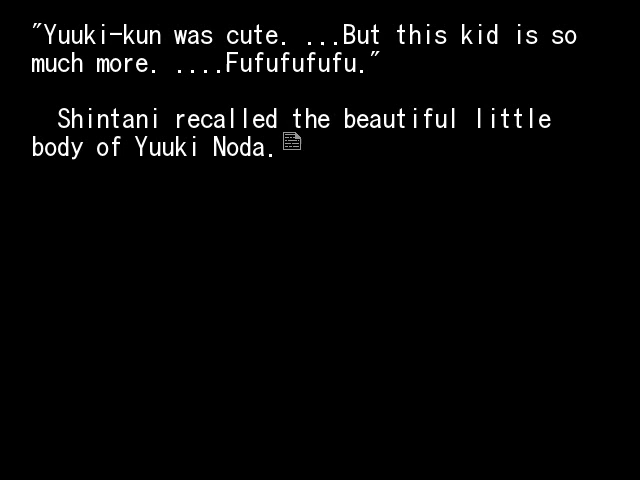 "Yuuki-kun was cute. ...But this kid is so
much more. ....Fufufufufu."
Shintani recalled the beautiful little
body of Yuuki Noda.